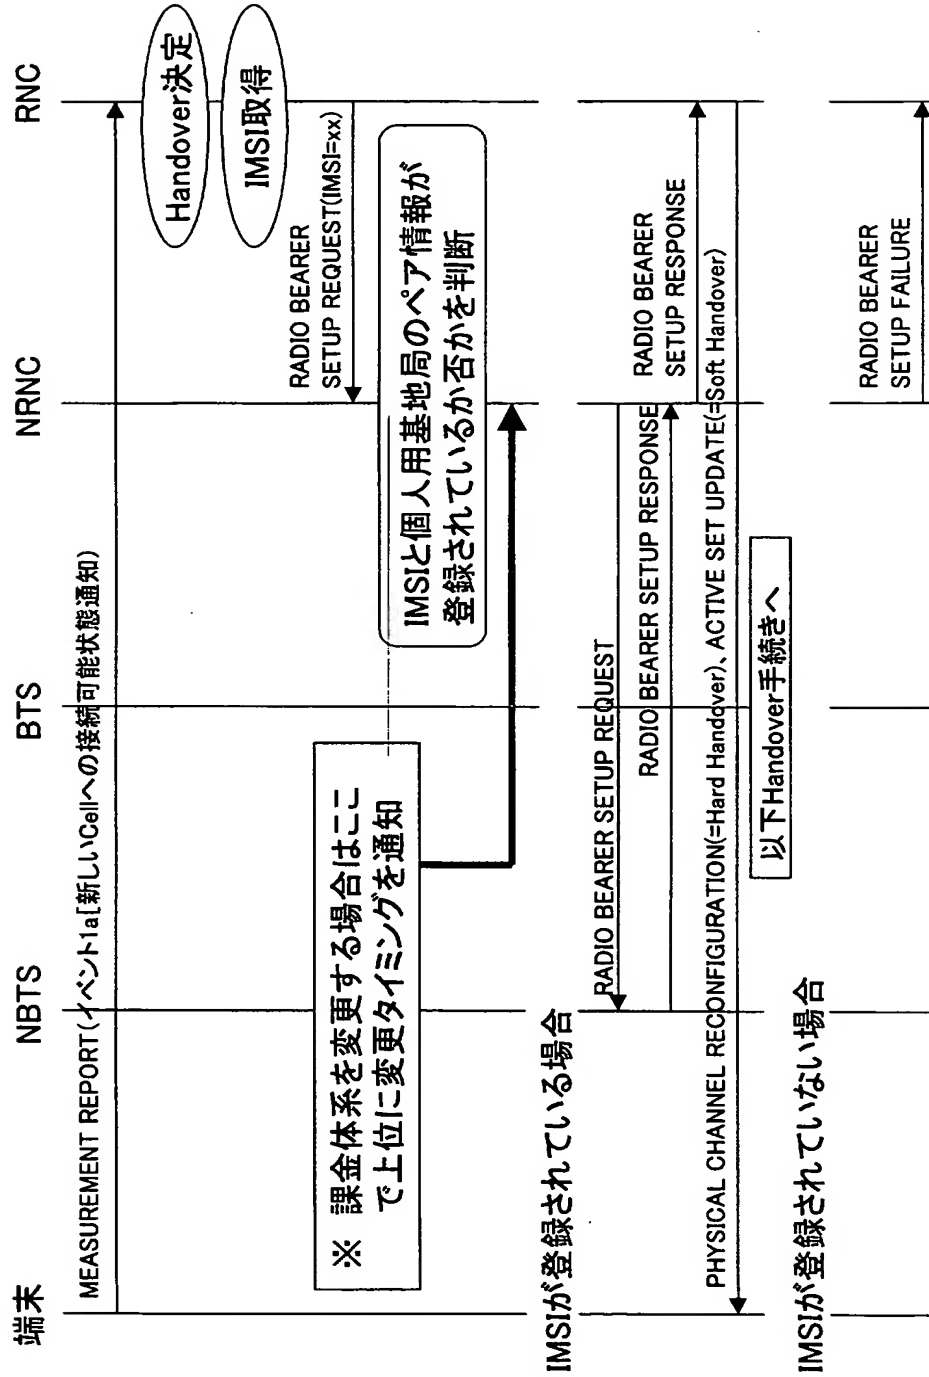 端末
NBTS
BTS
NRNC
RNC
MEASUREMENT REPORT(イベント1a[新しいCellへの接続可能状態通知)
Handover決定
IMSI取得
RADIO BEARER
SETUP REQUEST(IMSI=xx)
※ 課金体系を変更する場合はここ
で上位に変更タイミングを通知
IMSIと個人用基地局のペア情報が
登録されているか否かを判断
IMSIが登録されている場合
RADIO BEARER SETUP REQUEST
RADIO BEARER SETUP RESPONSE
RADIO BEARER
SETUP RESPONSE
PHYSICAL CHANNEL RECONFIGURATION(=Hard Handover)、ACTIVE SET UPDATE(=Soft Handover)
以下Handover手続きへ
IMSIが登録されていない場合
RADIO BEARER
SETUP FAILURE